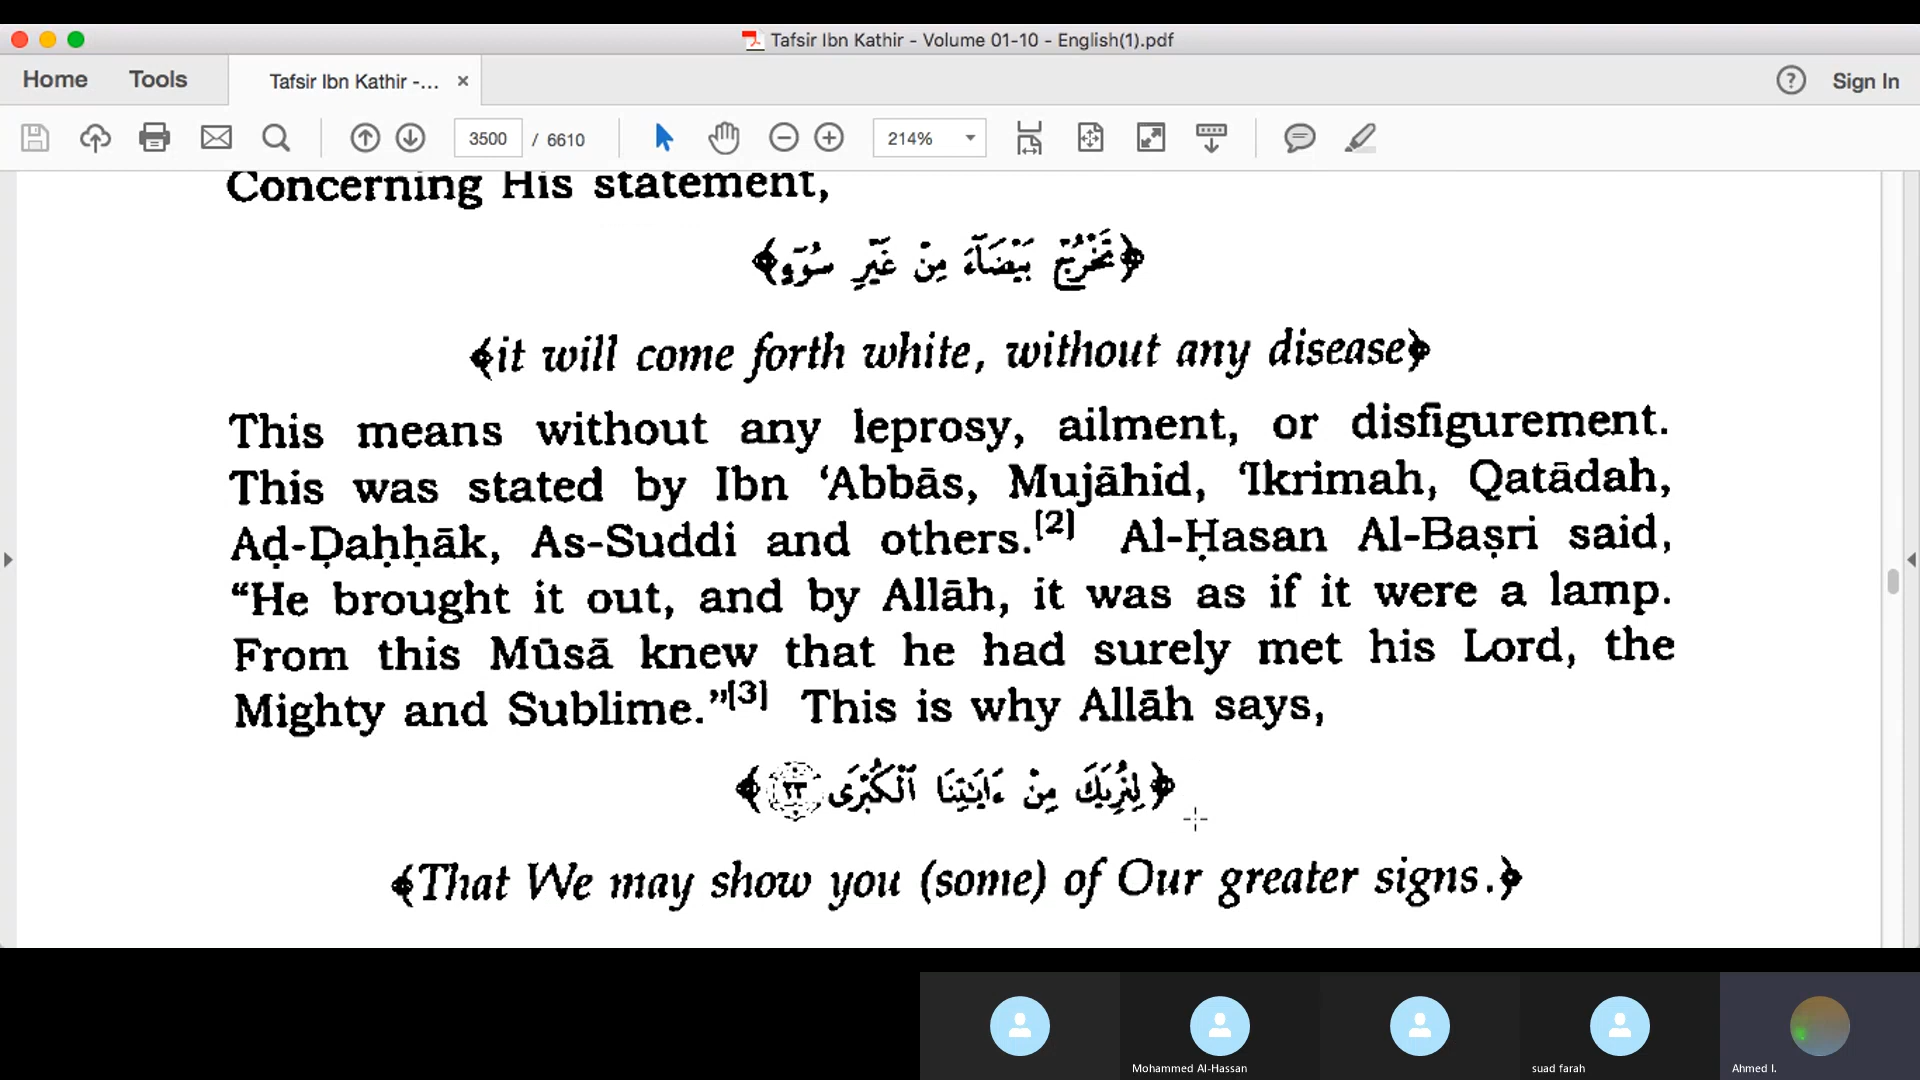 Tafsir Ibn Kathir - Volume 01-10 - English(1).pdf
Home Tools Tafsir Ibn Kathir -... × ? Sign In
3500 / 6610 214%
Concerning His statement,
﴿تَخْرُجْ بَيْضَآءَ مِنْ غَيْرِ سُوٓءٍ﴾
﴾it will come forth white, without any disease﴿
This means without any leprosy, ailment, or disfigurement.
This was stated by Ibn ‘Abbās, Mujāhid, ‘Ikrimah, Qatādah,
Aḍ-Ḍaḥḥāk, As-Suddi and others.[2] Al-Ḥasan Al-Baṣri said,
“He brought it out, and by Allāh, it was as if it were a lamp.
From this Mūsā knew that he had surely met his Lord, the
Mighty and Sublime.”[3] This is why Allāh says,
﴿لِنُرِيَكَ مِنْ ءَايَٰتِنَا ٱلْكُبْرَى ٢٣﴾
﴾That We may show you (some) of Our greater signs.﴿
Mohammed Al-Hassan suad farah Ahmed I.